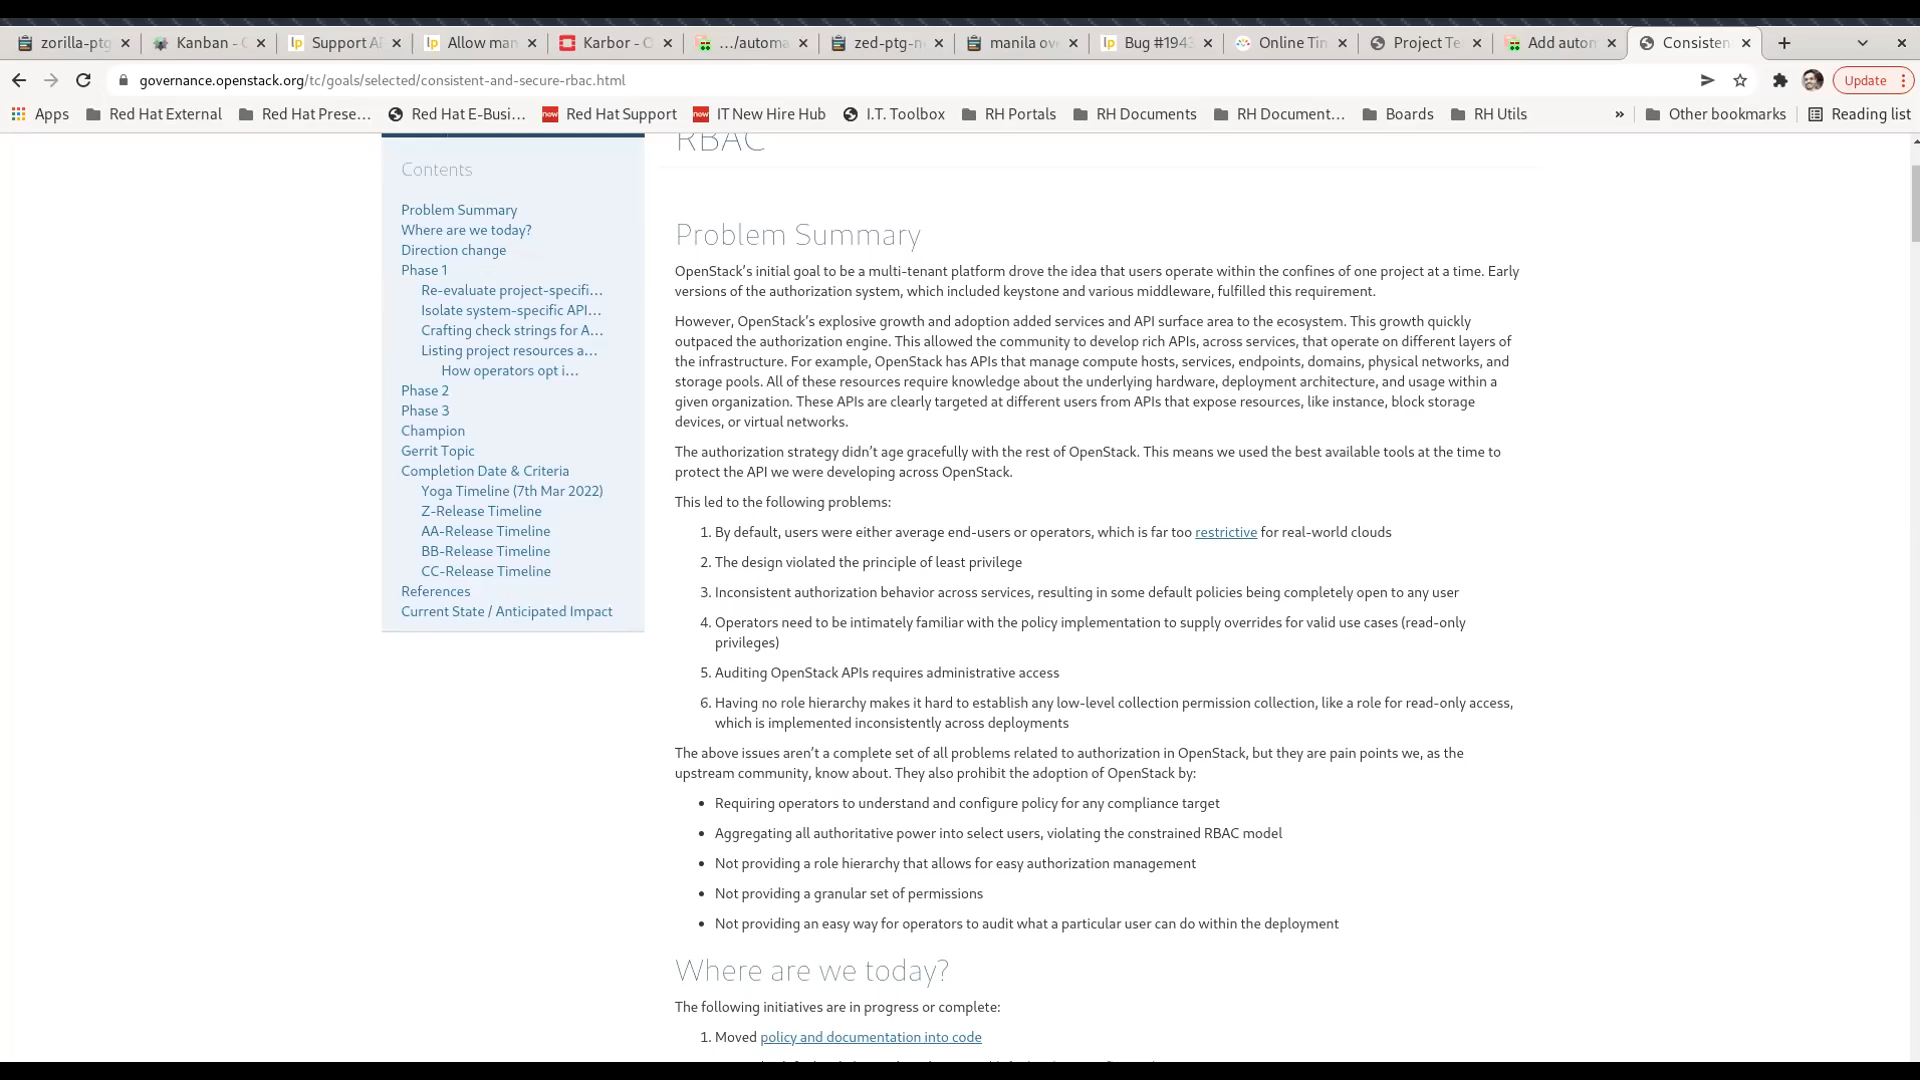 zorilla-ptg
Kanban - O
Support AF
Allow man
Karbor - O
.../automa
zed-ptg-n
manila ov
Bug #1943
Online Tim
Project Te
Add autom
Consisten
governance.openstack.org/tc/goals/selected/consistent-and-secure-rbac.html
Update
Apps
Red Hat External
Red Hat Prese...
Red Hat E-Busi...
Red Hat Support
IT New Hire Hub
I.T. Toolbox
RH Portals
RH Documents
RH Document...
Boards
RH Utils
»
Other bookmarks
Reading list
RBAC
Contents
Problem Summary
Where are we today?
Direction change
Phase 1
Re-evaluate project-specifi...
Isolate system-specific API...
Crafting check strings for A...
Listing project resources a...
How operators opt i...
Phase 2
Phase 3
Champion
Gerrit Topic
Completion Date & Criteria
Yoga Timeline (7th Mar 2022)
Z-Release Timeline
AA-Release Timeline
BB-Release Timeline
CC-Release Timeline
References
Current State / Anticipated Impact
Problem Summary
OpenStack’s initial goal to be a multi-tenant platform drove the idea that users operate within the confines of one project at a time. Early
versions of the authorization system, which included keystone and various middleware, fulfilled this requirement.
However, OpenStack’s explosive growth and adoption added services and API surface area to the ecosystem. This growth quickly
outpaced the authorization engine. This allowed the community to develop rich APIs, across services, that operate on different layers of
the infrastructure. For example, OpenStack has APIs that manage compute hosts, services, endpoints, domains, physical networks, and
storage pools. All of these resources require knowledge about the underlying hardware, deployment architecture, and usage within a
given organization. These APIs are clearly targeted at different users from APIs that expose resources, like instance, block storage
devices, or virtual networks.
The authorization strategy didn’t age gracefully with the rest of OpenStack. This means we used the best available tools at the time to
protect the API we were developing across OpenStack.
This led to the following problems:
1. By default, users were either average end-users or operators, which is far too restrictive for real-world clouds
2. The design violated the principle of least privilege
3. Inconsistent authorization behavior across services, resulting in some default policies being completely open to any user
4. Operators need to be intimately familiar with the policy implementation to supply overrides for valid use cases (read-only
privileges)
5. Auditing OpenStack APIs requires administrative access
6. Having no role hierarchy makes it hard to establish any low-level collection permission collection, like a role for read-only access,
which is implemented inconsistently across deployments
The above issues aren’t a complete set of all problems related to authorization in OpenStack, but they are pain points we, as the
upstream community, know about. They also prohibit the adoption of OpenStack by:
• Requiring operators to understand and configure policy for any compliance target
• Aggregating all authoritative power into select users, violating the constrained RBAC model
• Not providing a role hierarchy that allows for easy authorization management
• Not providing a granular set of permissions
• Not providing an easy way for operators to audit what a particular user can do within the deployment
Where are we today?
The following initiatives are in progress or complete:
1. Moved policy and documentation into code